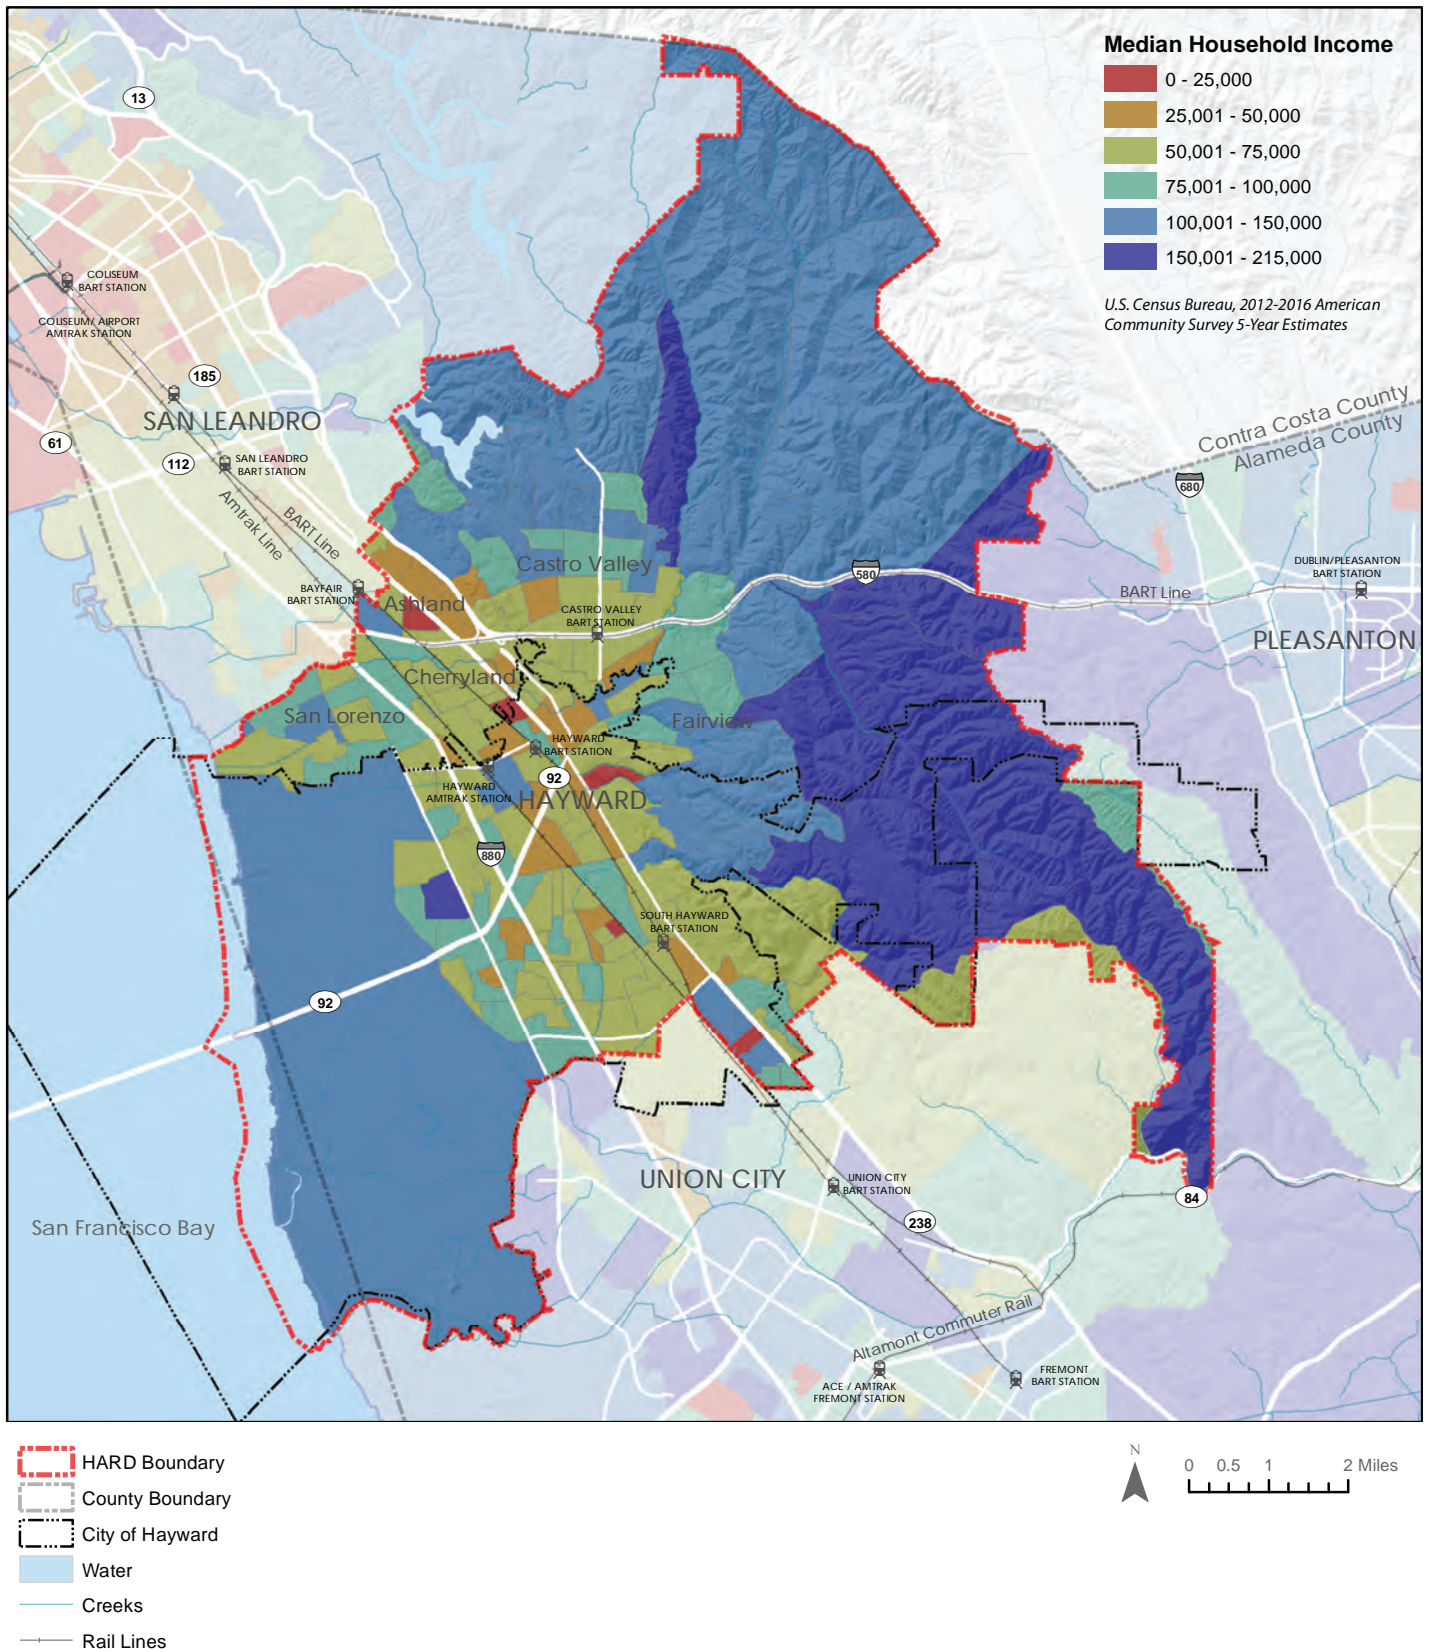 Median Household Income
0 - 25,000
25,001 - 50,000
50,001 - 75,000
75,001 - 100,000
100,001 - 150,000
150,001 - 215,000
U.S. Census Bureau, 2012-2016 American
Community Survey 5-Year Estimates
13
COLISEUM
BART STATION
COLISEUM/ AIRPORT
AMTRAK STATION
185
SAN LEANDRO
61
112
SAN LEANDRO
BART STATION
Amtrak Line
BART Line
Contra Costa County
Alameda County
680
BAYFAIR
BART STATION
Ashland
Castro Valley
580
CASTRO VALLEY
BART STATION
BART Line
DUBLIN/PLEASANTON
BART STATION
PLEASANTON
Cherryland
San Lorenzo
Fairview
HAYWARD
BART STATION
92
HAYWARD
AMTRAK STATION
HAYWARD
880
SOUTH HAYWARD
BART STATION
92
UNION CITY
UNION CITY
BART STATION
84
238
San Francisco Bay
Altamont Commuter Rail
ACE / AMTRAK
FREMONT STATION
FREMONT
BART STATION
HARD Boundary
County Boundary
City of Hayward
Water
Creeks
Rail Lines
N
0 0.5 1 2 Miles